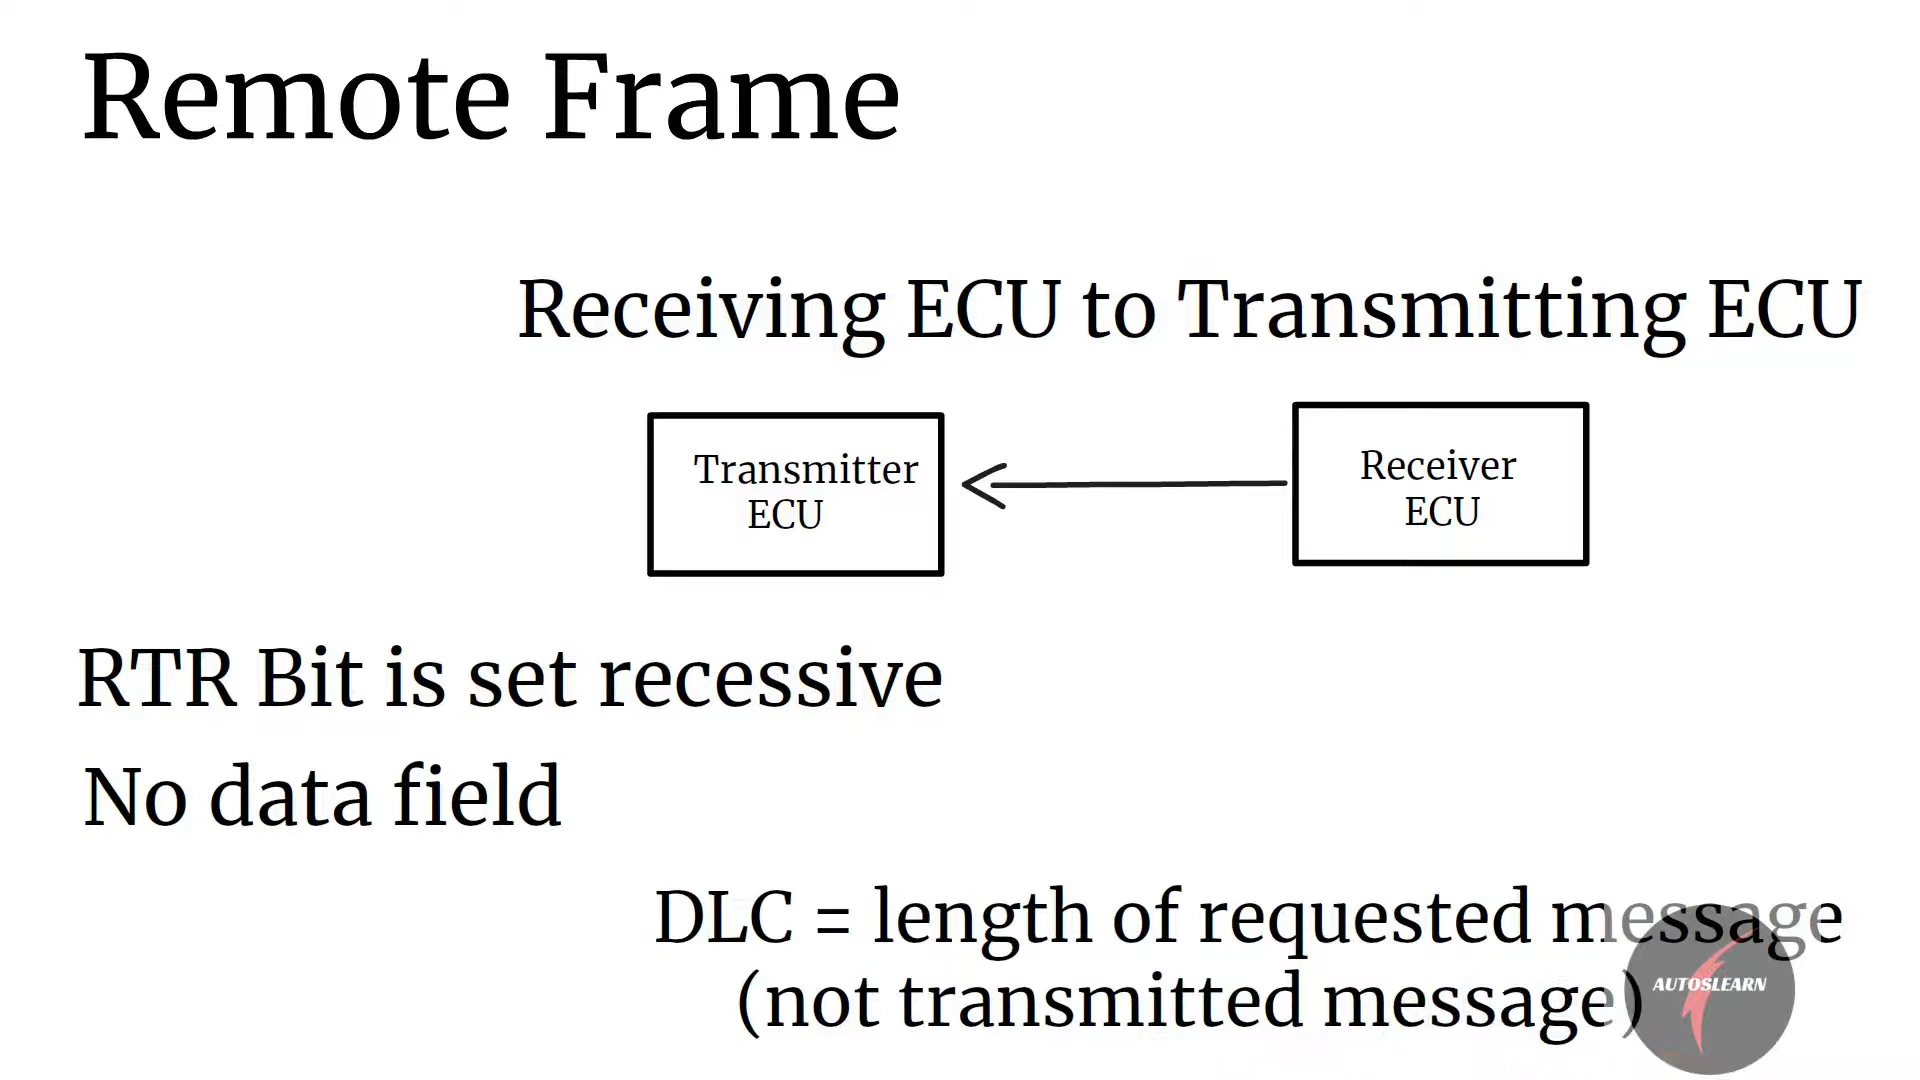 Remote Frame
Receiving ECU to Transmitting ECU
Transmitter
ECU
Receiver
ECU
RTR Bit is set recessive
No data field
DLC = length of requested message
(not transmitted message)
AUTOSLEARN